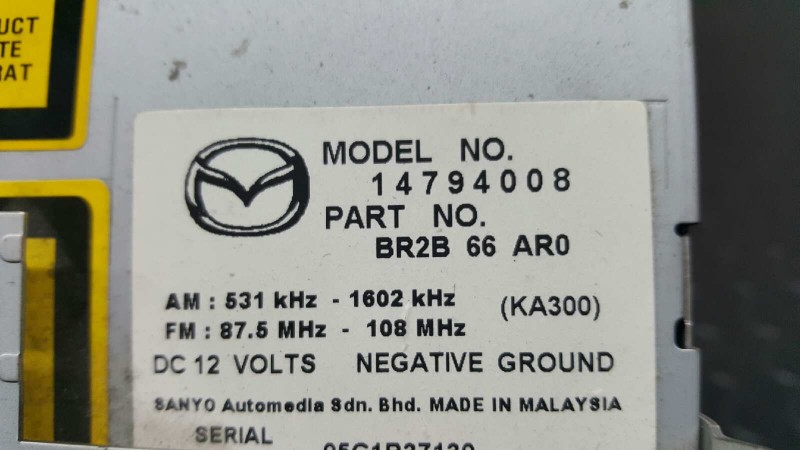 UCT
TE
RAT
MODEL NO.
14794008
PART NO.
BR2B 66 AR0
AM : 531 kHz - 1602 kHz (KA300)
FM : 87.5 MHz - 108 MHz
DC 12 VOLTS NEGATIVE GROUND
SANYO Automedia Sdn. Bhd. MADE IN MALAYSIA
SERIAL